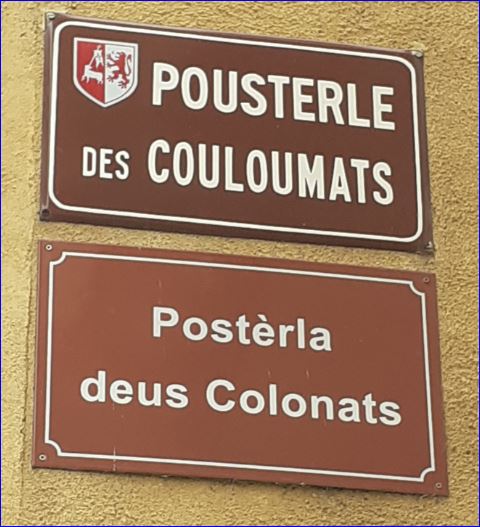 POUSTERLE
DES COULOUMATS
Postèrla
deus Colonats